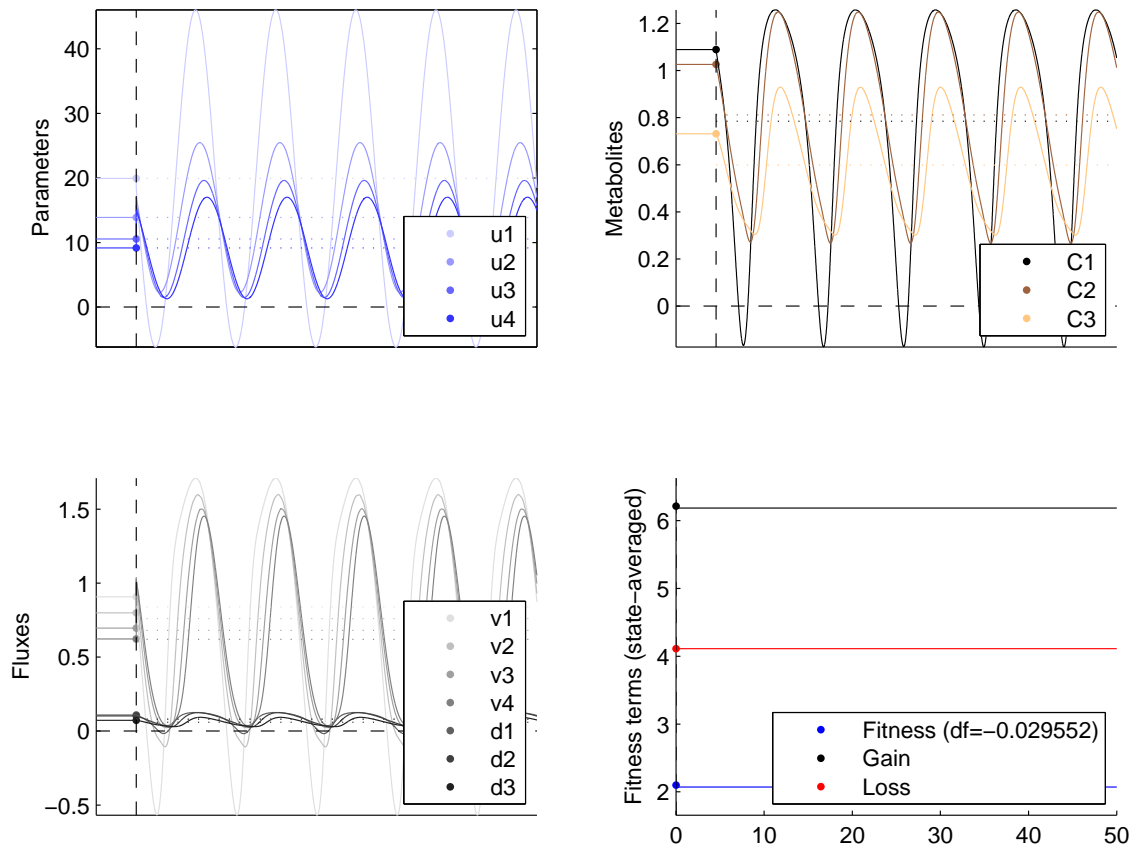 40
30
20
10
0
Parameters
u1
u2
u3
u4
1.2
1
0.8
0.6
0.4
0.2
0
Metabolites
C1
C2
C3
1.5
1
0.5
0
−0.5
Fluxes
v1
v2
v3
v4
d1
d2
d3
6
5
4
3
2
0
10
20
30
40
50
Fitness terms (state−averaged)
Fitness (df=−0.029552)
Gain
Loss